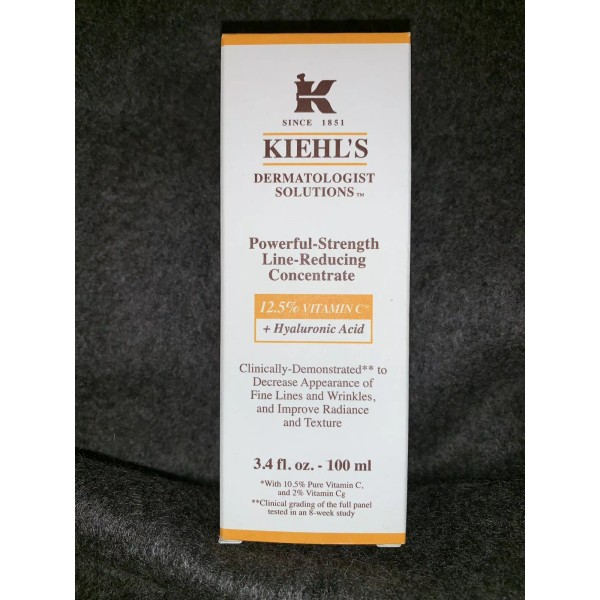 K
SINCE 1851
KIEHL'S
DERMATOLOGIST
SOLUTIONS™
Powerful-Strength
Line-Reducing
Concentrate
12.5% VITAMIN C*
+ Hyaluronic Acid
Clinically-Demonstrated** to
Decrease Appearance of
Fine Lines and Wrinkles,
and Improve Radiance
and Texture
3.4 fl. oz. - 100 ml
*With 10.5% Pure Vitamin C,
and 2% Vitamin Cg
**Clinical grading of the full panel
tested in an 8-week study